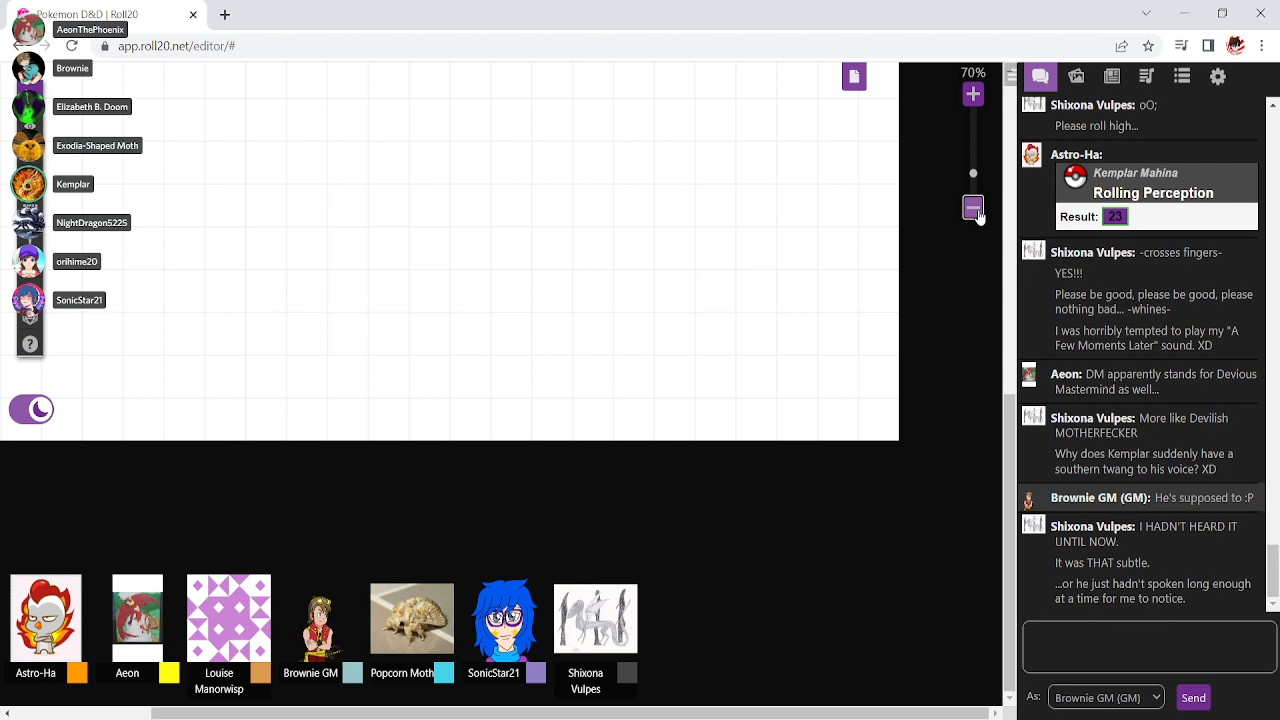 Pokemon D&D | Roll20
app.roll20.net/editor/#
AeonThePhoenix
Brownie
Elizabeth B. Doom
Exodia-Shaped Moth
Kemplar
NightDragon5225
orihime20
SonicStar21
?
70%
Shixona Vulpes: oO;
Please roll high...
Astro-Ha:
Kemplar Mahina
Rolling Perception
Result: 23
Shixona Vulpes: -crosses fingers-
YES!!!
Please be good, please be good, please
nothing bad... -whines-
I was horribly tempted to play my "A
Few Moments Later" sound. XD
Aeon: DM apparently stands for Devious
Mastermind as well...
Shixona Vulpes: More like Devilish
MOTHERFECKER
Why does Kemplar suddenly have a
southern twang to his voice? XD
Brownie GM (GM): He's supposed to :P
Shixona Vulpes: I HADN'T HEARD IT
UNTIL NOW.
It was THAT subtle.
...or he just hadn't spoken long enough
at a time for me to notice.
As: Brownie GM (GM) Send
Astro-Ha
Aeon
Louise
Manorwisp
Brownie GM
Popcorn Moth
SonicStar21
Shixona
Vulpes